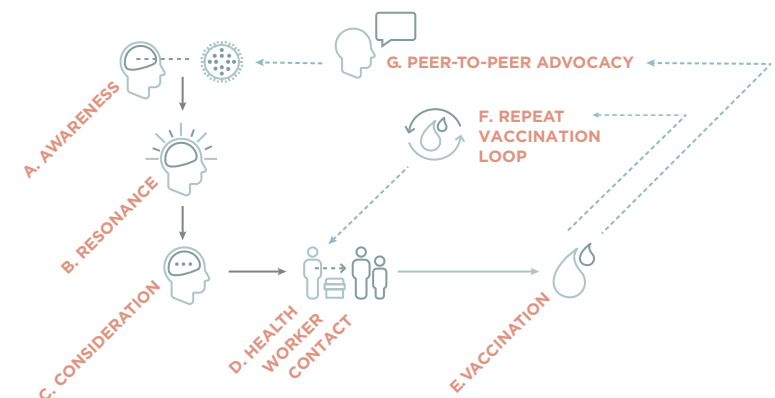 G. PEER-TO-PEER ADVOCACY
A. AWARENESS
F. REPEAT
VACCINATION
LOOP
B. RESONANCE
C. CONSIDERATION
D. HEALTH
WORKER
CONTACT
E.VACCINATION